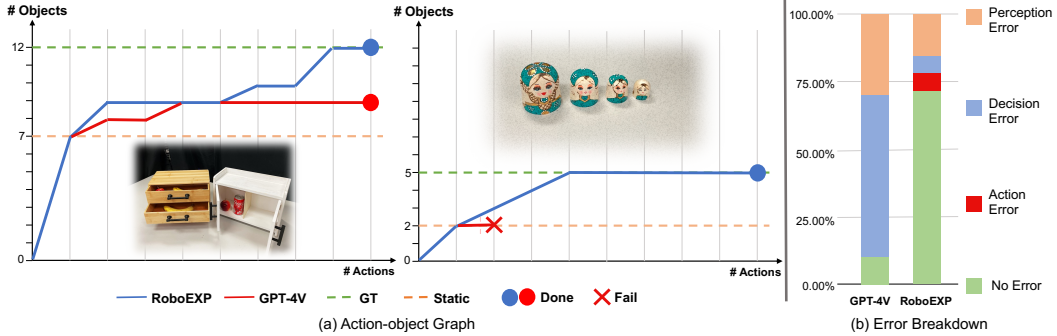 # Objects
12
7
0
# Actions
# Objects
5
2
0
# Actions
RoboEXP
GPT-4V
GT
Static
Done
Fail
(a) Action-object Graph
100.00%
75.00%
50.00%
25.00%
0.00%
GPT-4V
RoboEXP
Perception
Error
Decision
Error
Action
Error
No Error
(b) Error Breakdown